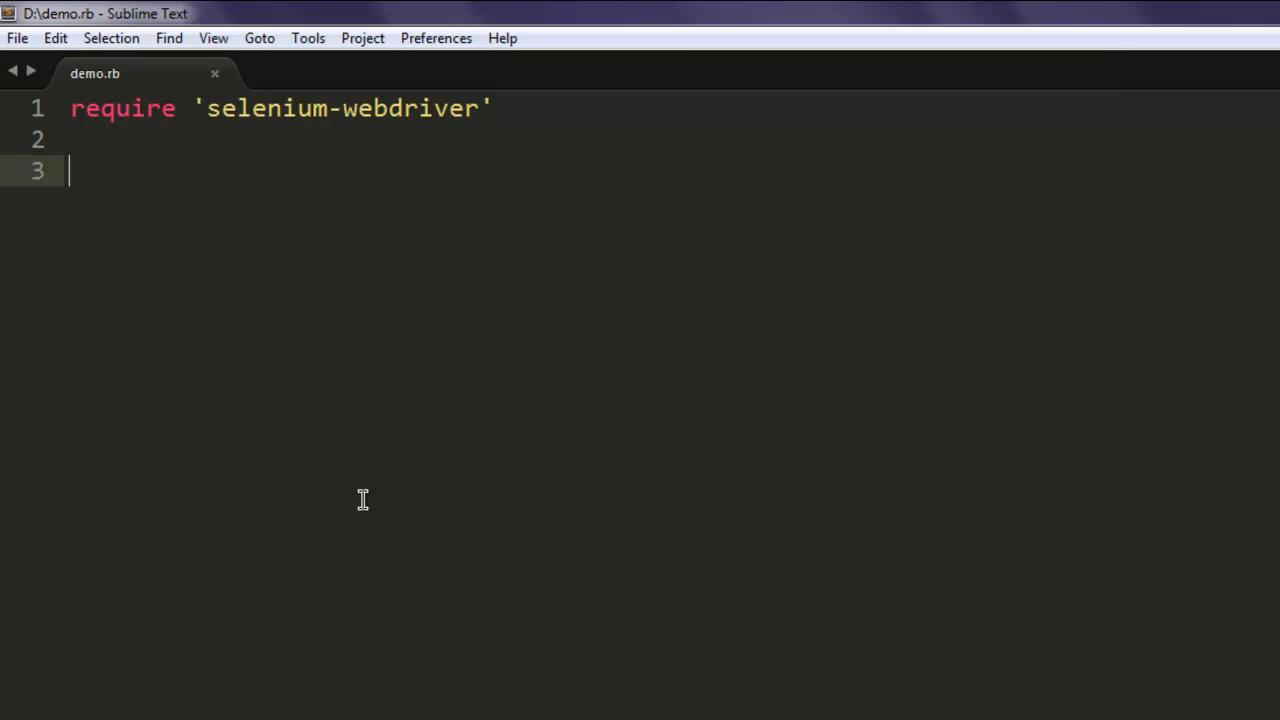 D:\demo.rb - Sublime Text
File Edit Selection Find View Goto Tools Project Preferences Help
demo.rb
1 require 'selenium-webdriver'
2
3